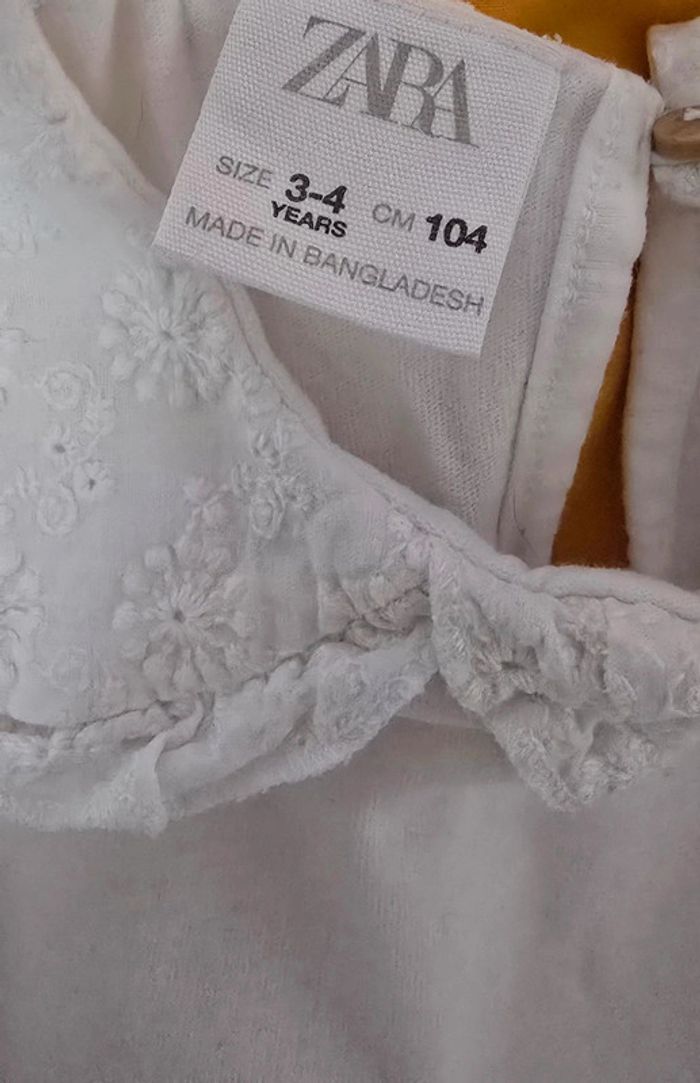 ZARA
SIZE 3-4 CM 104
YEARS
MADE IN BANGLADESH